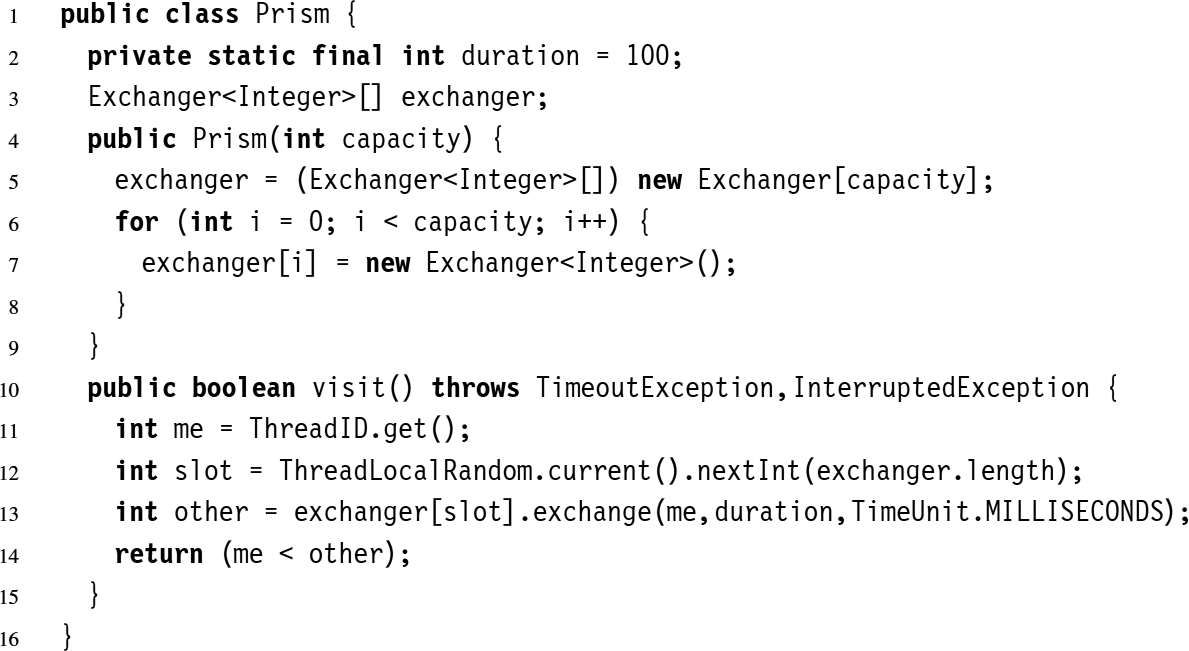 1 public class Prism {
2 private static final int duration = 100;
3 Exchanger<Integer>[] exchanger;
4 public Prism(int capacity) {
5 exchanger = (Exchanger<Integer>[]) new Exchanger[capacity];
6 for (int i = 0; i < capacity; i++) {
7 exchanger[i] = new Exchanger<Integer>();
8 }
9 }
10 public boolean visit() throws TimeoutException,InterruptedException {
11 int me = ThreadID.get();
12 int slot = ThreadLocalRandom.current().nextInt(exchanger.length);
13 int other = exchanger[slot].exchange(me,duration,TimeUnit.MILLISECONDS);
14 return (me < other);
15 }
16 }